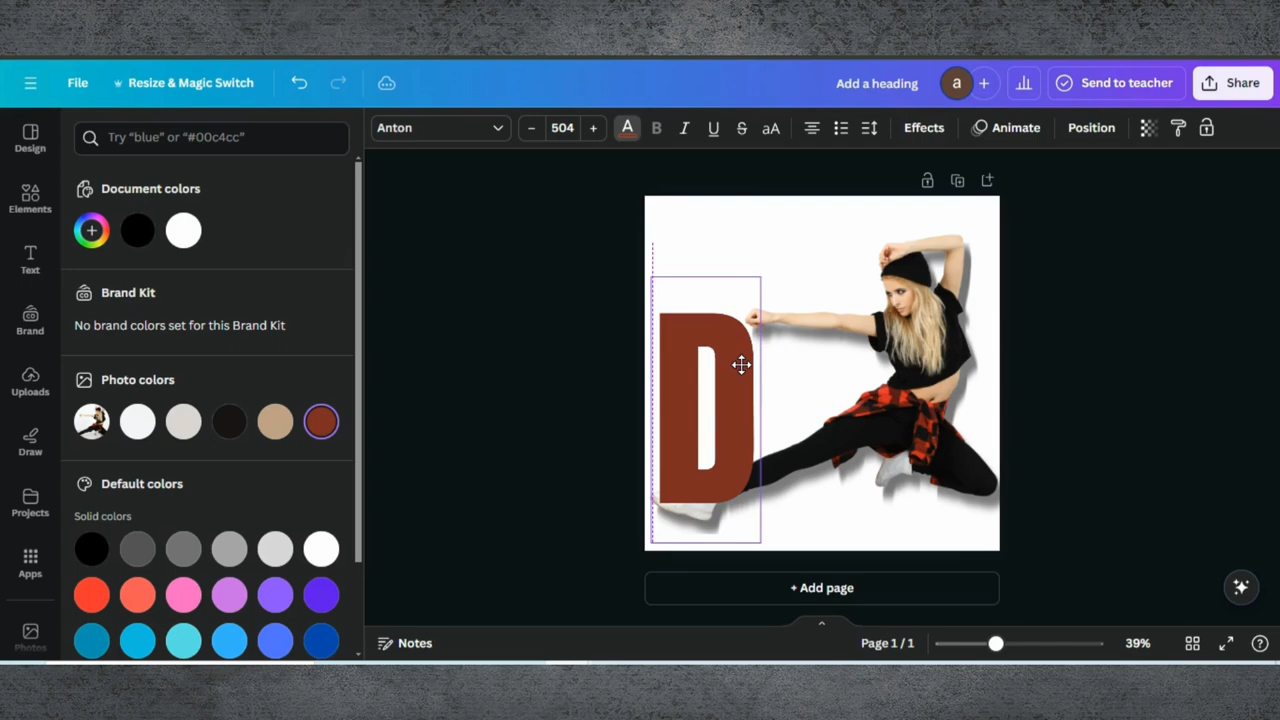 File
Resize & Magic Switch
Add a heading
a
Send to teacher
Share
Anton
504
A
B
I
U
S
aA
Effects
Animate
Position
Design
Elements
Text
Brand
Uploads
Draw
Projects
Apps
Photos
Try “blue” or “#00c4cc”
Document colors
Brand Kit
No brand colors set for this Brand Kit
Photo colors
Default colors
Solid colors
D
+ Add page
Notes
Page 1 / 1
39%